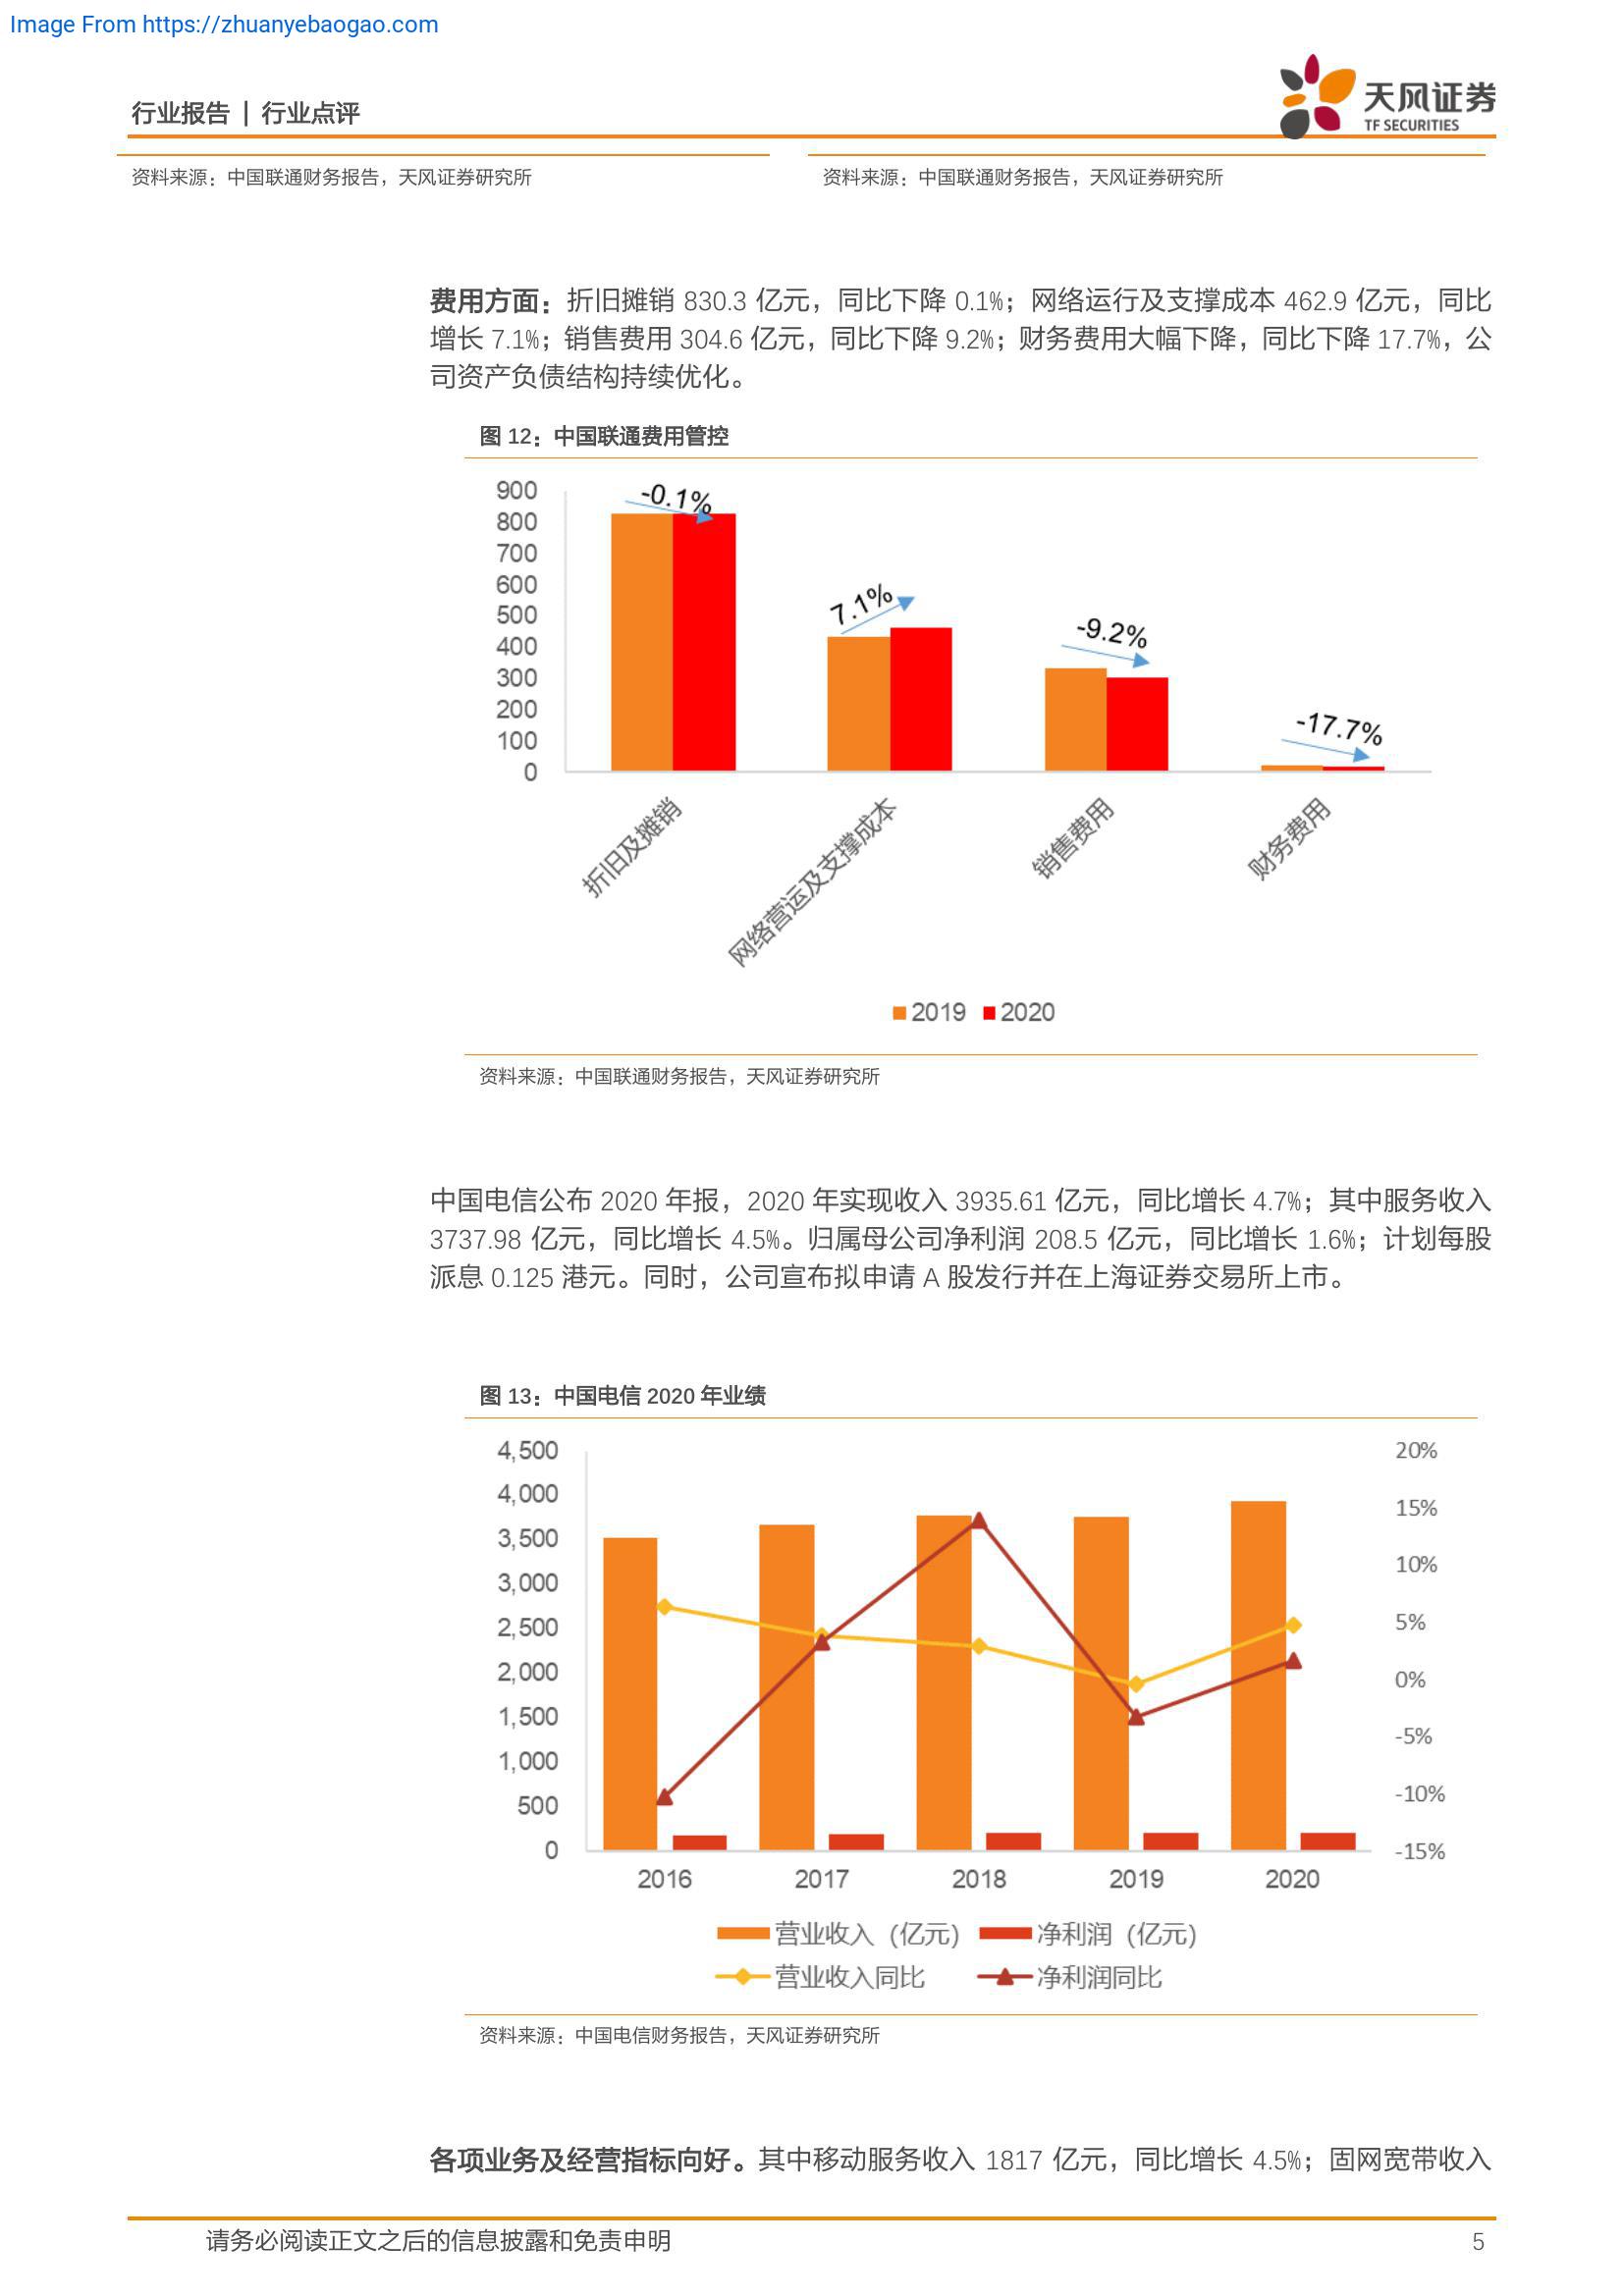 Image From https://zhuanyebaogao.com
天风证券
TF SECURITIES
行业报告 | 行业点评
资料来源：中国联通财务报告，天风证券研究所
资料来源：中国联通财务报告，天风证券研究所
费用方面：折旧摊销 830.3 亿元，同比下降 0.1%；网络运行及支撑成本 462.9 亿元，同比
增长 7.1%；销售费用 304.6 亿元，同比下降 9.2%；财务费用大幅下降，同比下降 17.7%，公
司资产负债结构持续优化。
图 12：中国联通费用管控
900
800
700
600
500
400
300
200
100
0
-0.1%
7.1%
-9.2%
-17.7%
折旧及摊销
网络营运及支撑成本
销售费用
财务费用
2019 2020
资料来源：中国联通财务报告，天风证券研究所
中国电信公布 2020 年报，2020 年实现收入 3935.61 亿元，同比增长 4.7%；其中服务收入
3737.98 亿元，同比增长 4.5%。归属母公司净利润 208.5 亿元，同比增长 1.6%；计划每股
派息 0.125 港元。同时，公司宣布拟申请 A 股发行并在上海证券交易所上市。
图 13：中国电信 2020 年业绩
4,500
4,000
3,500
3,000
2,500
2,000
1,500
1,000
500
0
20%
15%
10%
5%
0%
-5%
-10%
-15%
2016 2017 2018 2019 2020
营业收入（亿元） 净利润（亿元）
营业收入同比 净利润同比
资料来源：中国电信财务报告，天风证券研究所
各项业务及经营指标向好。其中移动服务收入 1817 亿元，同比增长 4.5%；固网宽带收入
请务必阅读正文之后的信息披露和免责申明 5